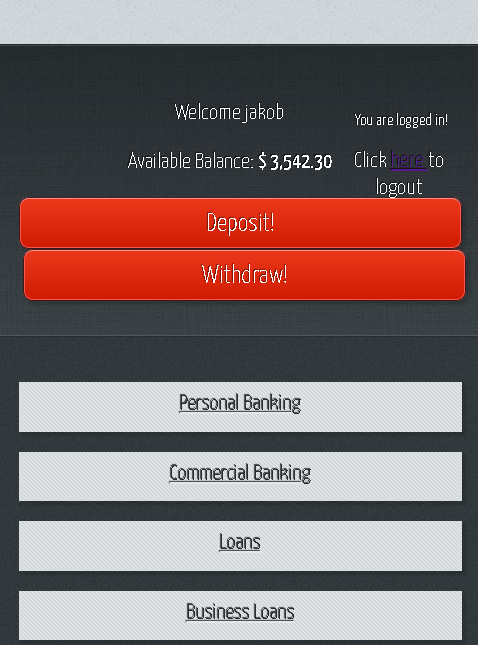 Welcome jakob
You are logged in!
Available Balance: $ 3,542.30
Click here to
logout
Deposit!
Withdraw!
Personal Banking
Commercial Banking
Loans
Business Loans